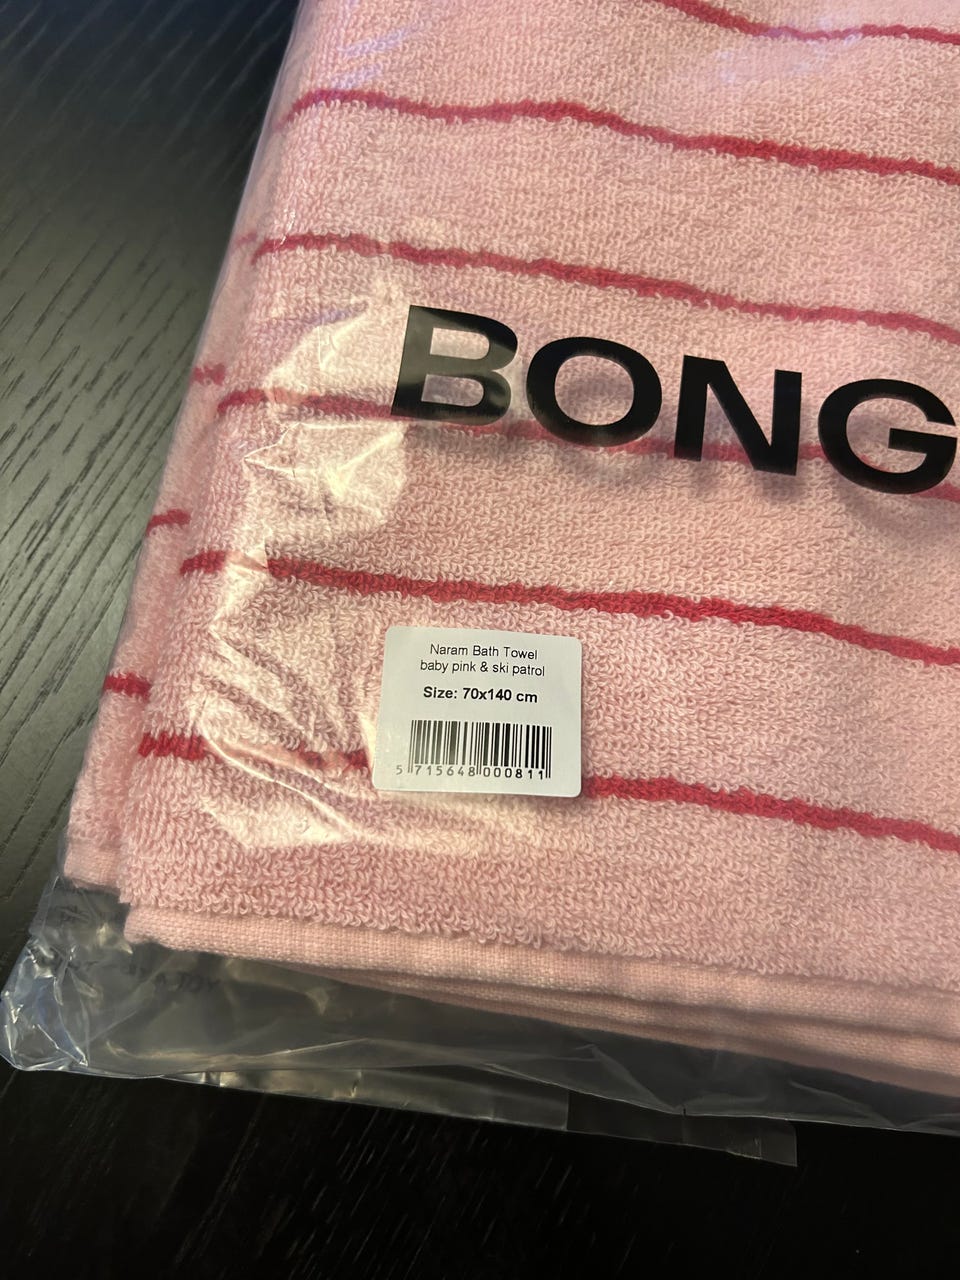 BONG
Naram Bath Towel
baby pink & ski patrol
Size: 70x140 cm
5 715648 000811